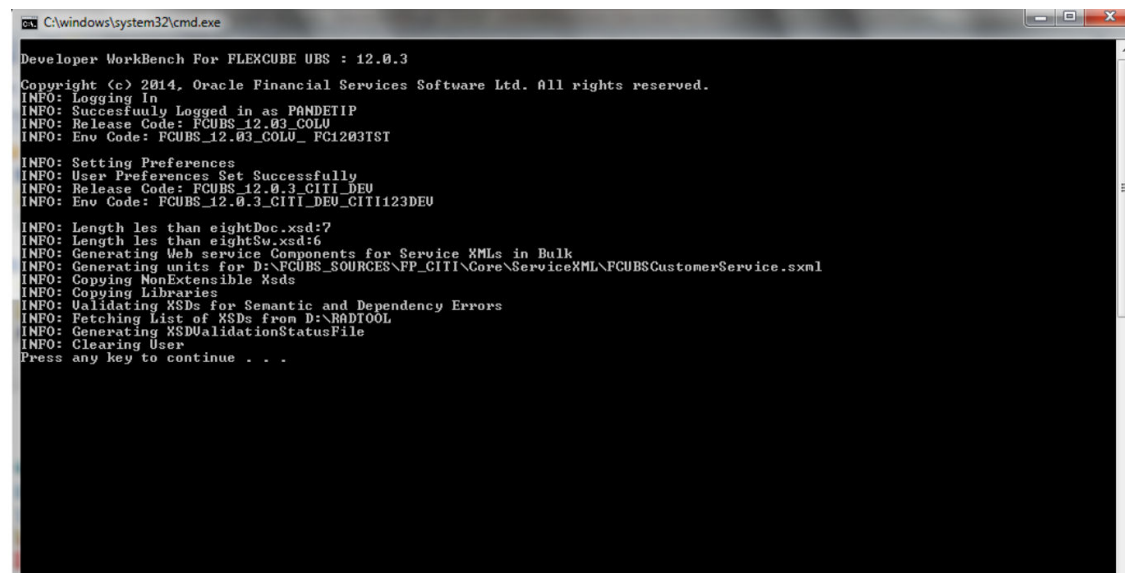 C:\windows\system32\cmd.exe
Developer WorkBench For FLEXCUBE UBS : 12.0.3
Copyright (c) 2014, Oracle Financial Services Software Ltd. All rights reserved.
INFO: Logging In
INFO: Succesfuuly Logged in as PANDETIP
INFO: Release Code: FCUBS_12.03_COLV
INFO: Env Code: FCUBS_12.03_COLV_ FC1203TST
INFO: Setting Preferences
INFO: User Preferences Set Successfully
INFO: Release Code: FCUBS_12.0.3_CITI_DEV
INFO: Env Code: FCUBS_12.0.3_CITI_DEV_CITI123DEV
INFO: Length les than eightDoc.xsd:7
INFO: Length les than eightSw.xsd:6
INFO: Generating Web service Components for Service XMLs in Bulk
INFO: Generating units for D:\FCUBS_SOURCES\FP_CITI\Core\ServiceXML\FCUBSCustomerService.sxml
INFO: Copying NonExtensible Xsds
INFO: Copying Libraries
INFO: Validating XSDs for Semantic and Dependency Errors
INFO: Fetching List of XSDs from D:\RADTOOL
INFO: Generating XSDValidationStatusFile
INFO: Clearing User
Press any key to continue . . .